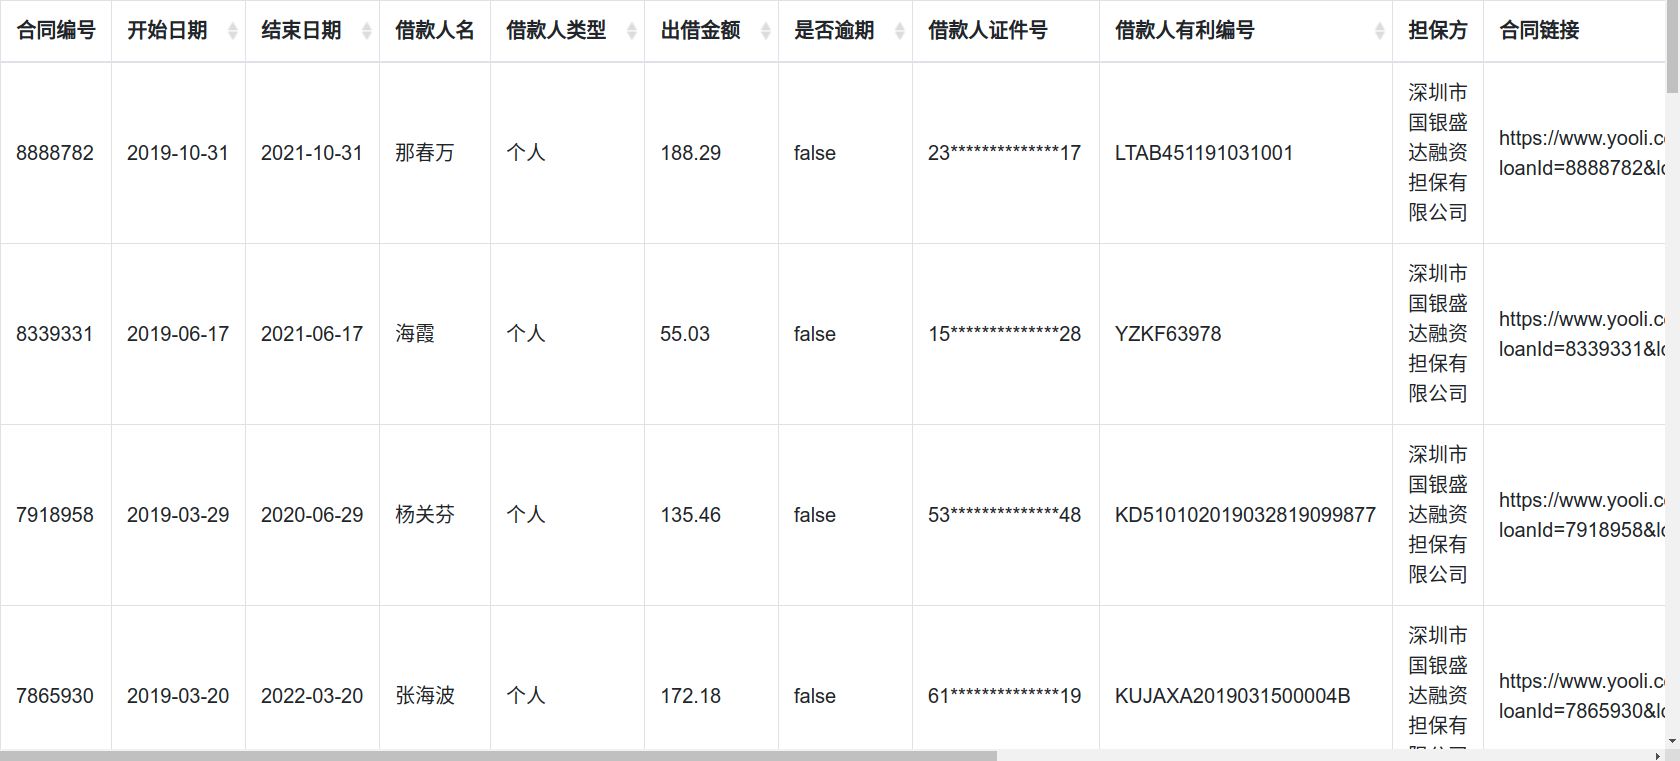 合同编号 开始日期 结束日期 借款人名 借款人类型 出借金额 是否逾期 借款人证件号 借款人有利编号 担保方 合同链接
8888782 2019-10-31 2021-10-31 那春万 个人 188.29 false 23**************17 LTAB451191031001
深圳市
国银盛
达融资
担保有
限公司
https://www.yooli.c
loanId=8888782&l
8339331 2019-06-17 2021-06-17 海霞 个人 55.03 false 15**************28 YZKF63978
深圳市
国银盛
达融资
担保有
限公司
https://www.yooli.c
loanId=8339331&l
7918958 2019-03-29 2020-06-29 杨关芬 个人 135.46 false 53**************48 KD510102019032819099877
深圳市
国银盛
达融资
担保有
限公司
https://www.yooli.c
loanId=7918958&l
7865930 2019-03-20 2022-03-20 张海波 个人 172.18 false 61**************19 KUJAXA2019031500004B
深圳市
国银盛
达融资
担保有
https://www.yooli.c
loanId=7865930&l